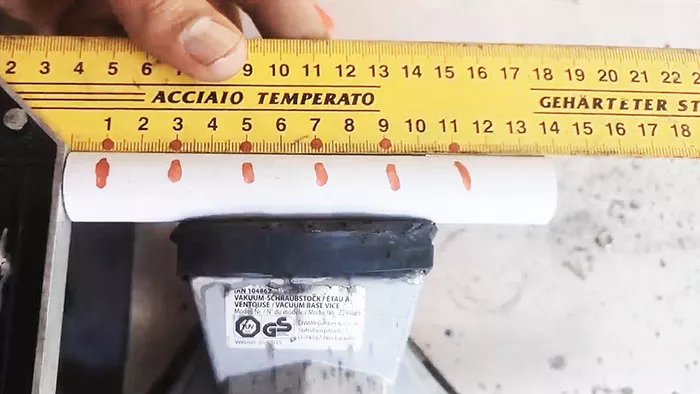 2 3 4 5 6 7 9 10 11 12 13 14 15 16 17 18 19 20 21 22
ACCIAIO TEMPERATO GEHÄRTETER ST
1 2 3 4 5 6 7 8 9 10 11 12 13 14 15 16 17 18
IAN 104862
VAKUUM-SCHRAUBSTOCK / ÉTAU À
VENTOUSE / VACUUM BASE VICE
GS